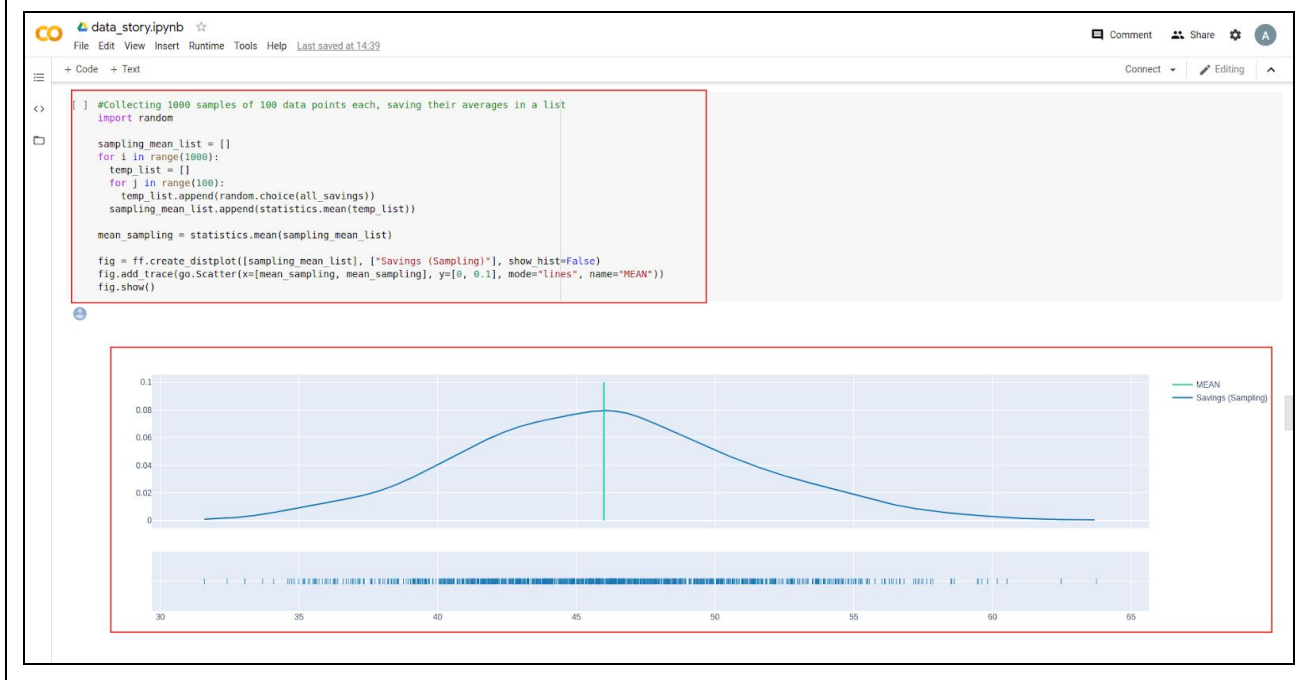 data_story.ipynb
File Edit View Insert Runtime Tools Help Last saved at 14:39
Comment Share A
+ Code + Text
Connect Editing
[ ] #Collecting 1000 samples of 100 data points each, saving their averages in a list
import random
sampling_mean_list = []
for i in range(1000):
  temp_list = []
  for j in range(100):
    temp_list.append(random.choice(all_savings))
  sampling_mean_list.append(statistics.mean(temp_list))
mean_sampling = statistics.mean(sampling_mean_list)
fig = ff.create_distplot([sampling_mean_list], ["Savings (Sampling)"], show_hist=False)
fig.add_trace(go.Scatter(x=[mean_sampling, mean_sampling], y=[0, 0.1], mode="lines", name="MEAN"))
fig.show()
0.1
0.08
0.06
0.04
0.02
0
MEAN
Savings (Sampling)
30 35 40 45 50 55 60 65